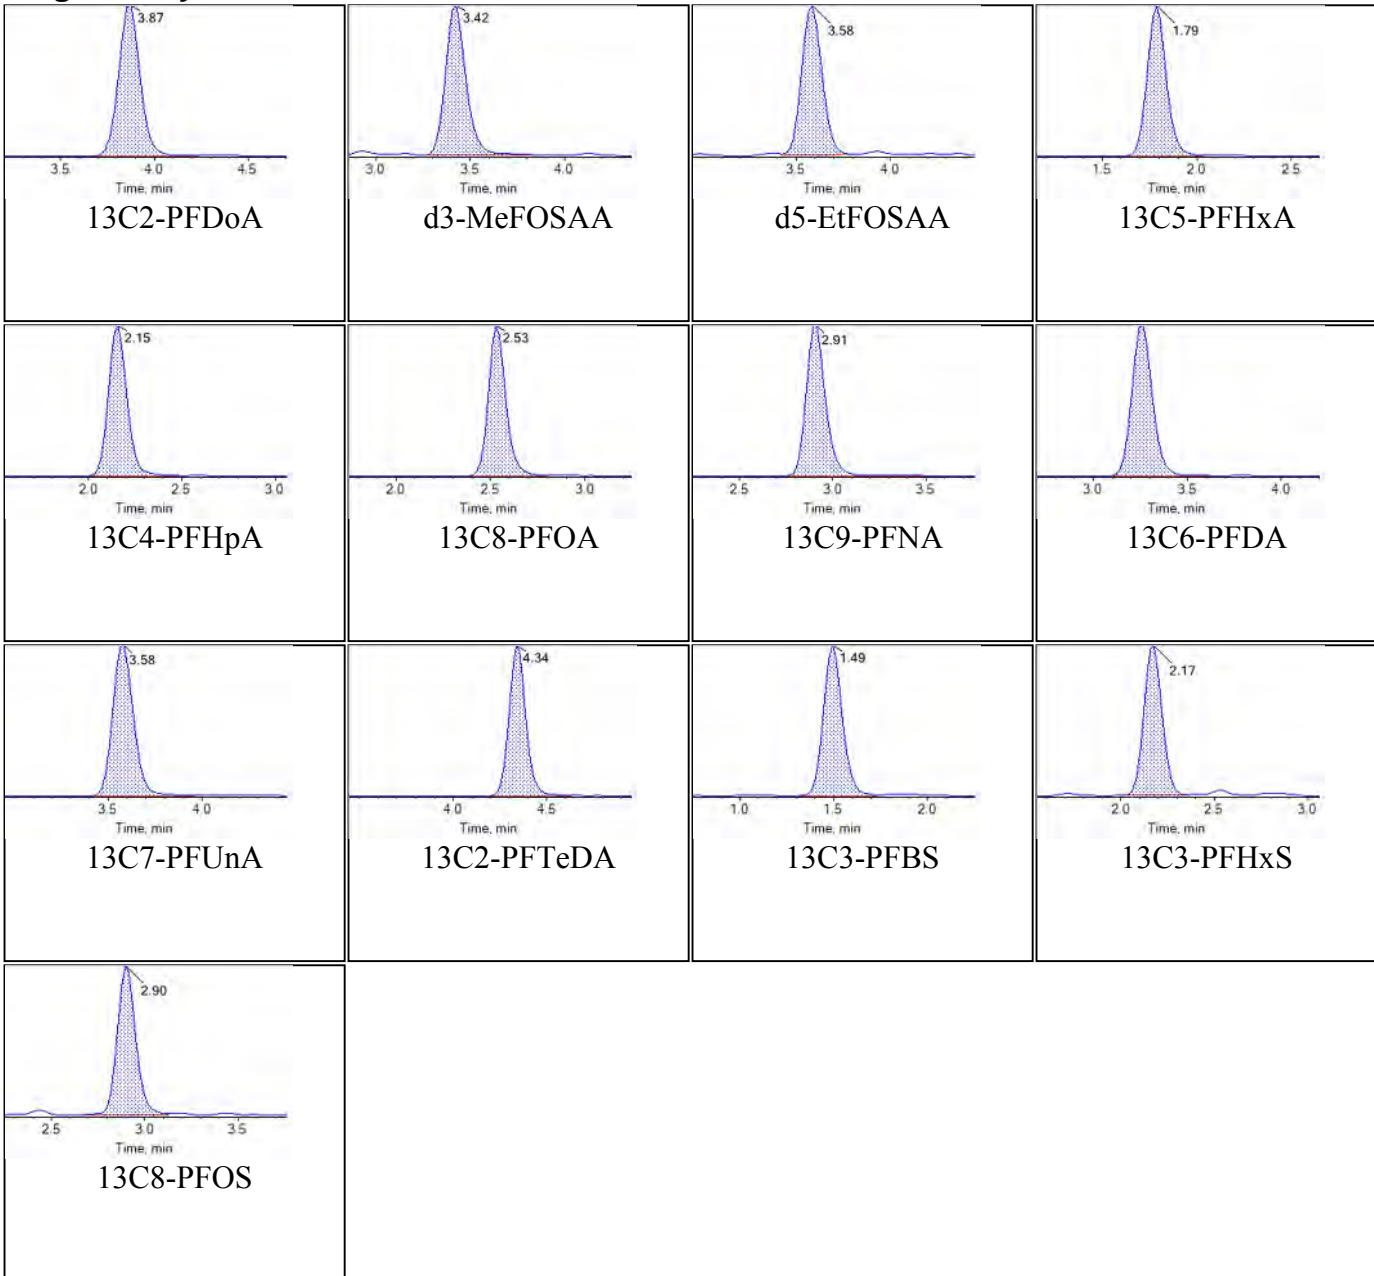 3.87
3.5 4.0 4.5
Time, min
13C2-PFDoA
3.42
3.0 3.5 4.0
Time, min
d3-MeFOSAA
3.58
3.5 4.0
Time, min
d5-EtFOSAA
1.79
1.5 2.0 2.5
Time, min
13C5-PFHxA
2.15
2.0 2.5 3.0
Time, min
13C4-PFHpA
2.53
2.0 2.5 3.0
Time, min
13C8-PFOA
2.91
2.5 3.0 3.5
Time, min
13C9-PFNA
3.0 3.5 4.0
Time, min
13C6-PFDA
3.58
3.5 4.0
Time, min
13C7-PFUnA
4.34
4.0 4.5
Time, min
13C2-PFTeDA
1.49
1.0 1.5 2.0
Time, min
13C3-PFBS
2.17
2.0 2.5 3.0
Time, min
13C3-PFHxS
2.90
2.5 3.0 3.5
Time, min
13C8-PFOS